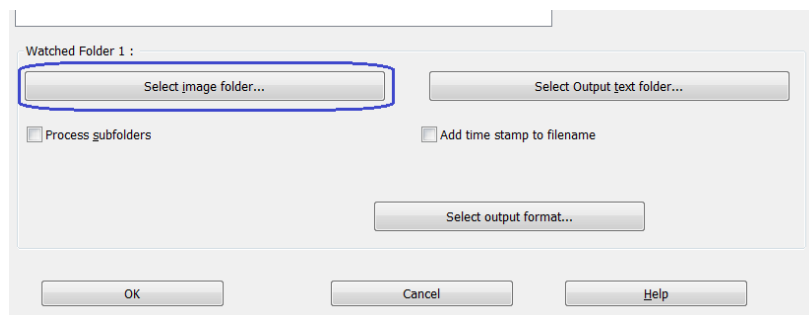 Watched Folder 1 :
Select image folder...
Select Output text folder...
Process subfolders
Add time stamp to filename
Select output format...
OK
Cancel
Help